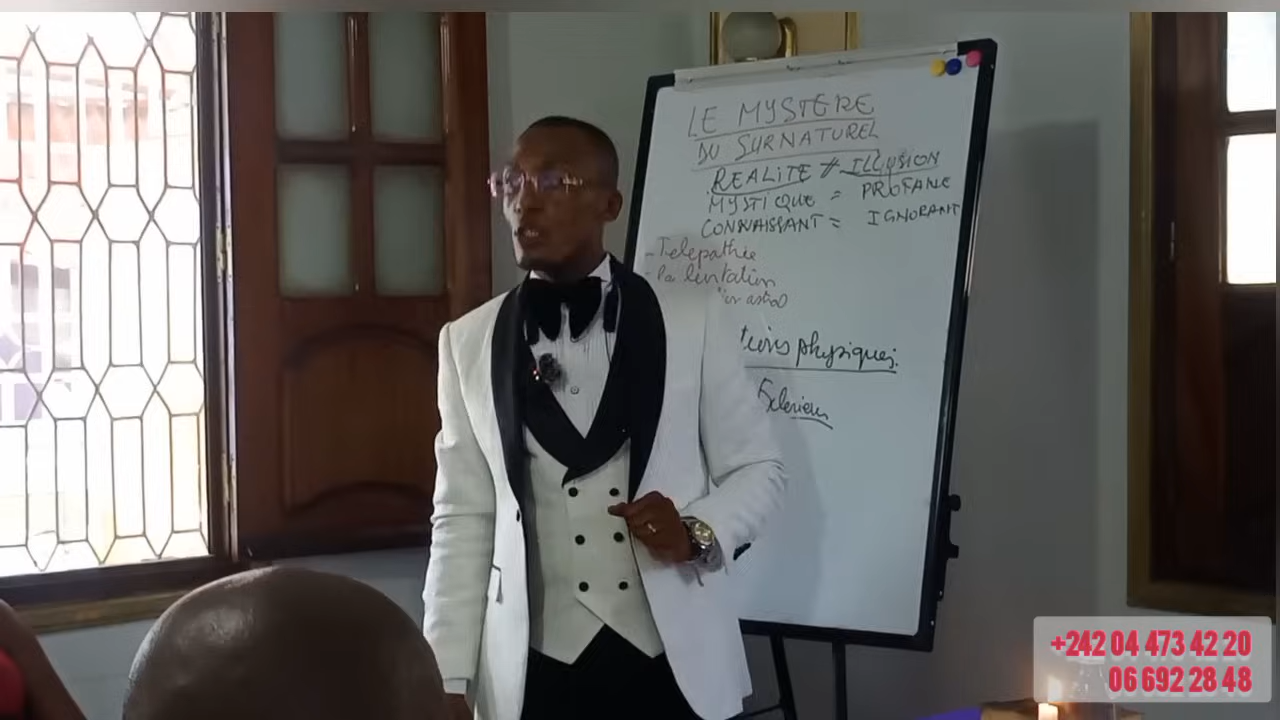 LE MYSTERE
DU SURNATUREL
REALITE ≠ ILLUSION
MYSTIQUE = PROFANE
CONNAISSANT = IGNORANT
- Telepathie
- La
astral
physiques.
+242 04 473 42 20
06 692 28 48